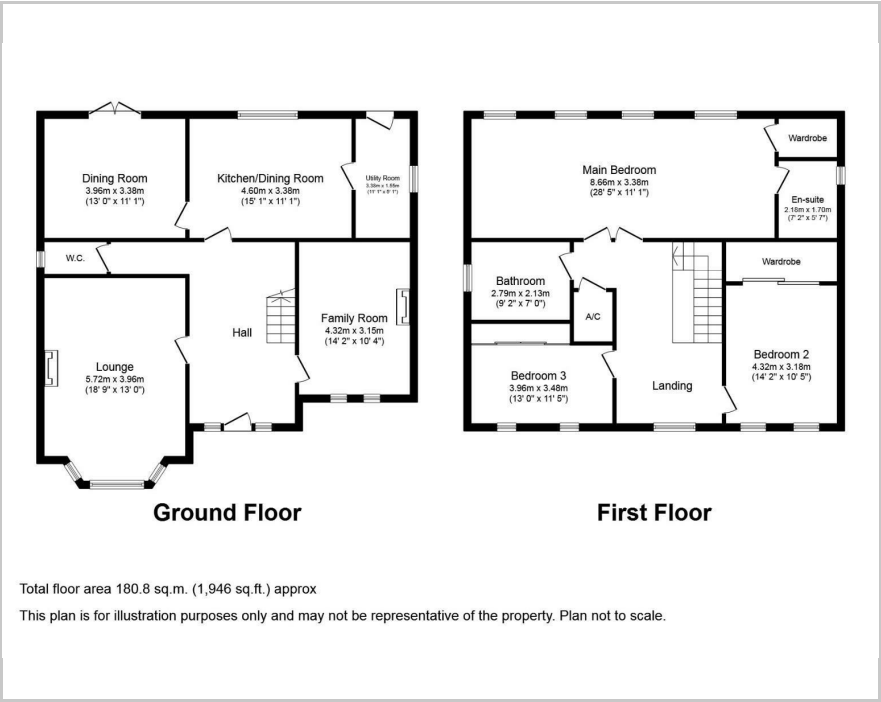 Dining Room
3.96m x 3.38m
(13' 0" x 11' 1")
Kitchen/Dining Room
4.60m x 3.38m
(15' 1" x 11' 1")
Utility Room
(11' 1" x 6' 1")
W.C.
Lounge
5.72m x 3.96m
(18' 9" x 13' 0")
Hall
Family Room
4.32m x 3.15m
(14' 2" x 10' 4")
Ground Floor
Main Bedroom
8.66m x 3.38m
(28' 5" x 11' 1")
Wardrobe
En-suite
2.18m x 1.70m
(7' 2" x 5' 7")
Bathroom
2.79m x 2.13m
(9' 2" x 7' 0")
A/C
Wardrobe
Bedroom 3
3.96m x 3.48m
(13' 0" x 11' 5")
Landing
Bedroom 2
4.32m x 3.18m
(14' 2" x 10' 5")
First Floor
Total floor area 180.8 sq.m. (1,946 sq.ft.) approx
This plan is for illustration purposes only and may not be representative of the property. Plan not to scale.